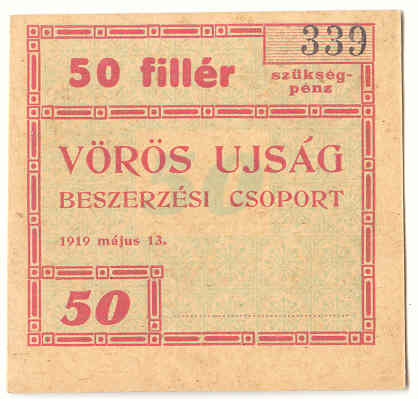 339
50 fillér
szükség-
pénz
VÖRÖS UJSÁG
BESZERZÉSI CSOPORT
1919 május 13.
50